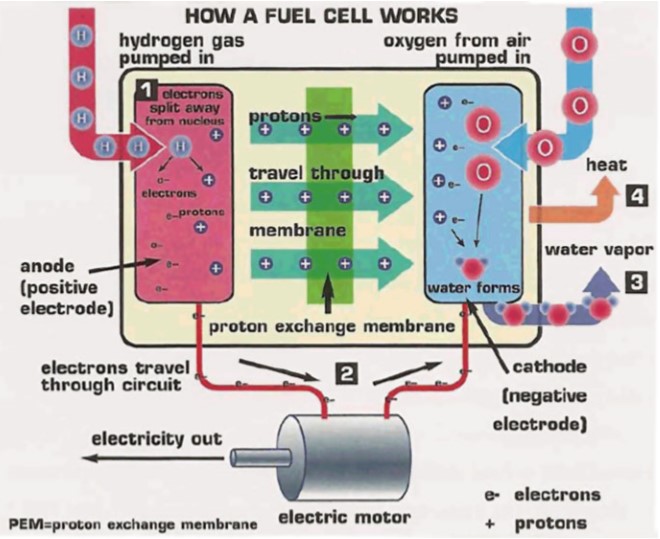 HOW A FUEL CELL WORKS
hydrogen gas
pumped in
oxygen from air
pumped in
H
H
H
H
H
H
O
O
O
O
O
1
electrons
split away
from nucleus
e-
electrons
e-
protons
e-
e-
e-
+
+
+
+
protons
+ + + +
travel through
+ + + +
membrane
+ + + +
+ e-
+ e-
+ e-
+ e-
water forms
heat
4
water vapor
3
anode
(positive
electrode)
proton exchange membrane
electrons travel
through circuit
2
e-
e-
e-
e-
e-
e-
e-
e-
e-
e-
cathode
(negative
electrode)
electricity out
electric motor
e- electrons
+ protons
PEM=proton exchange membrane